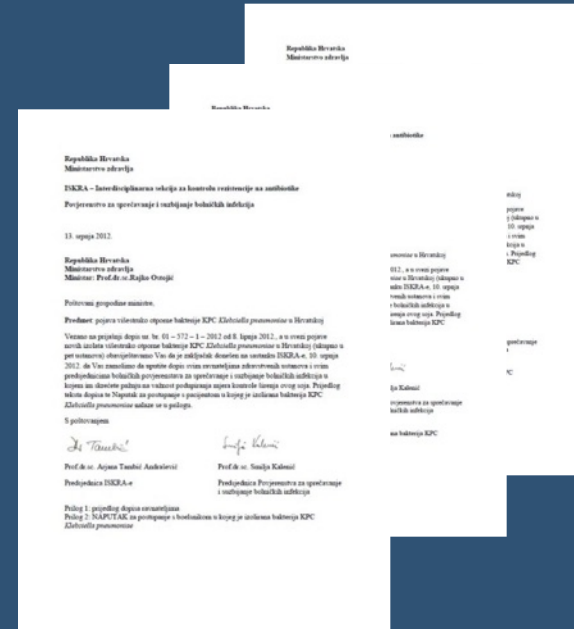 Republika Hrvatska
Ministarstvo zdravlja
Republika Hrvatska
Republika Hrvatska
Ministarstvo zdravlja
ISKRA – Interdisciplinarna sekcija za kontrolu rezistencije na antibiotike
Povjerenstvo za sprečavanje i suzbijanje bolničkih infekcija
13. srpnja 2012.
Republika Hrvatska
Ministarstvo zdravlja
Ministar: Prof.dr.sc.Rajko Ostojić
Poštovani gospodine ministre,
Predmet: pojava višestruko otporne bakterije KPC Klebsiella pneumoniae u Hrvatskoj
Vezano na prijašnji dopis ur. br. 01 – 572 – 1 – 2012 od 8. lipnja 2012., a u svezi pojave
novih izolata višestruko otporne bakterije KPC Klebsiella pneumoniae u Hrvatskoj (ukupno u
pet ustanova) obaviještavamo Vas da je zaključak donešen na sastanku ISKRA-e, 10. srpnja
2012. da Vas zamolimo da uputite dopis svim ravnateljima zdravstvenih ustanova i svim
predsjednicima bolničkih povjerenstava za sprečavanje i suzbijanje bolničkih infekcija u
kojem im skrećete pažnju na važnost podupiranja mjera kontrole širenja ovog soja. Prijedlog
teksta dopisa te Naputak za postupanje s pacijentom u kojeg je izolirana bakterija KPC
Klebsiella pneumoniae nalaze se u prilogu.
S poštovanjem
Prof.dr.sc. Arjana Tambić Andrašević Prof.dr.sc. Smilja Kalenić
Predsjednica ISKRA-e Predsjednica Povjerenstva za sprečavanje
i suzbijanje bolničkih infekcija
Prilog 1: prijedlog dopisa ravnateljima
Prilog 2: NAPUTAK za postupanje s bolesnikom u kojeg je izolirana bakterija KPC
Klebsiella pneumoniae